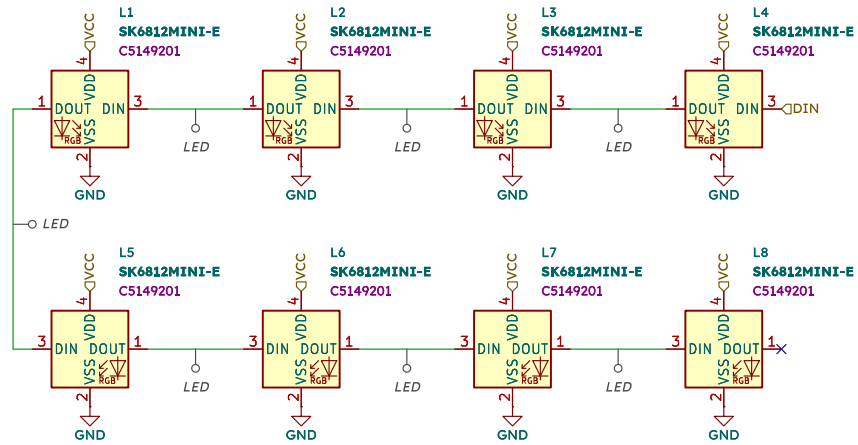 L1
SK6812MINI-E
C5149201
VCC
4
VDD
1
DOUT
DIN
3
RGB
VSS
2
GND
LED
L2
SK6812MINI-E
C5149201
VCC
4
VDD
1
DOUT
DIN
3
RGB
VSS
2
GND
LED
L3
SK6812MINI-E
C5149201
VCC
4
VDD
1
DOUT
DIN
3
RGB
VSS
2
GND
LED
L4
SK6812MINI-E
C5149201
VCC
4
VDD
1
DOUT
DIN
3
DIN
RGB
VSS
2
GND
LED
L5
SK6812MINI-E
C5149201
VCC
4
VDD
3
DIN
DOUT
1
VSS
RGB
2
GND
LED
L6
SK6812MINI-E
C5149201
VCC
4
VDD
3
DIN
DOUT
1
VSS
RGB
2
GND
LED
L7
SK6812MINI-E
C5149201
VCC
4
VDD
3
DIN
DOUT
1
VSS
RGB
2
GND
LED
L8
SK6812MINI-E
C5149201
VCC
4
VDD
3
DIN
DOUT
1
VSS
RGB
2
GND